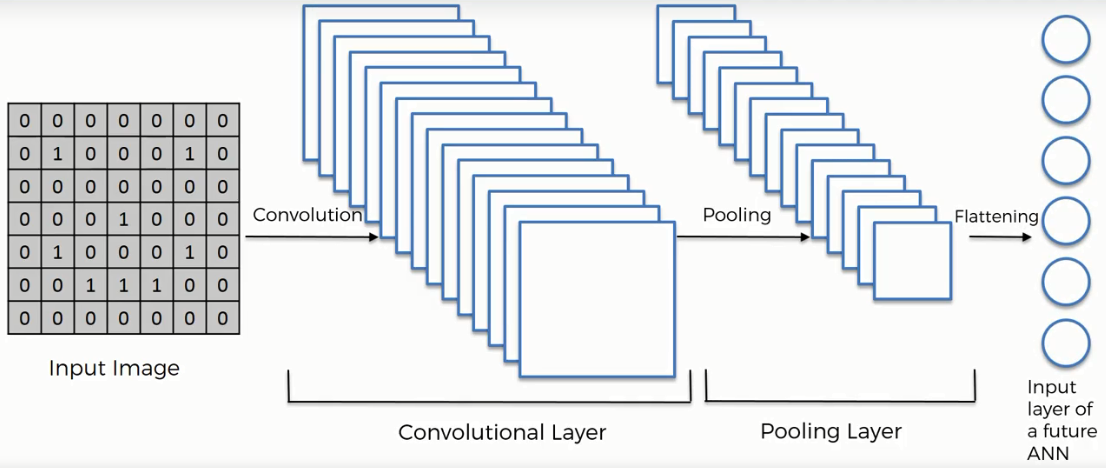 0 0 0 0 0 0 0
0 1 0 0 0 1 0
0 0 0 0 0 0 0
0 0 0 1 0 0 0
0 1 0 0 0 1 0
0 0 1 1 1 0 0
0 0 0 0 0 0 0
Input Image
Convolution
Convolutional Layer
Pooling
Pooling Layer
Flattening
Input
layer of
a future
ANN